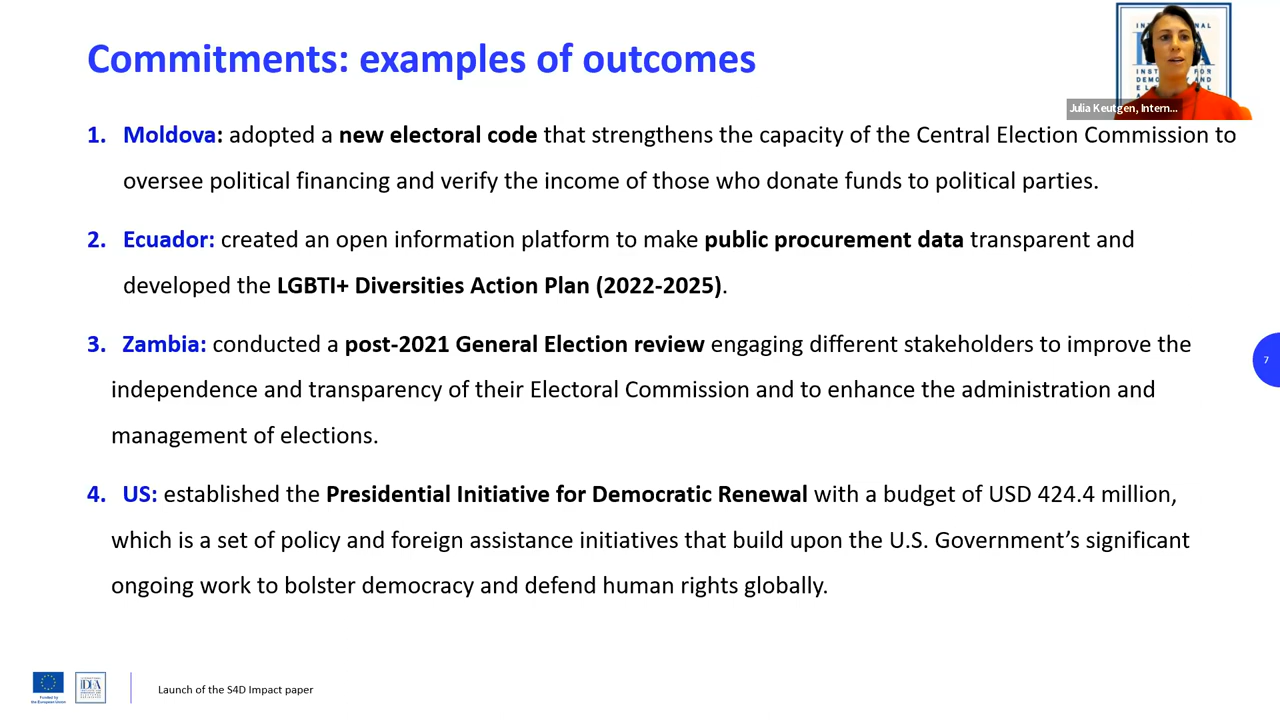 Commitments: examples of outcomes
Julia Keutgen, Intern...
1. Moldova: adopted a new electoral code that strengthens the capacity of the Central Election Commission to
oversee political financing and verify the income of those who donate funds to political parties.
2. Ecuador: created an open information platform to make public procurement data transparent and
developed the LGBTI+ Diversities Action Plan (2022-2025).
3. Zambia: conducted a post-2021 General Election review engaging different stakeholders to improve the
independence and transparency of their Electoral Commission and to enhance the administration and
management of elections.
7
4. US: established the Presidential Initiative for Democratic Renewal with a budget of USD 424.4 million,
which is a set of policy and foreign assistance initiatives that build upon the U.S. Government’s significant
ongoing work to bolster democracy and defend human rights globally.
Funded by
the European Union
IDEA
Launch of the S4D Impact paper